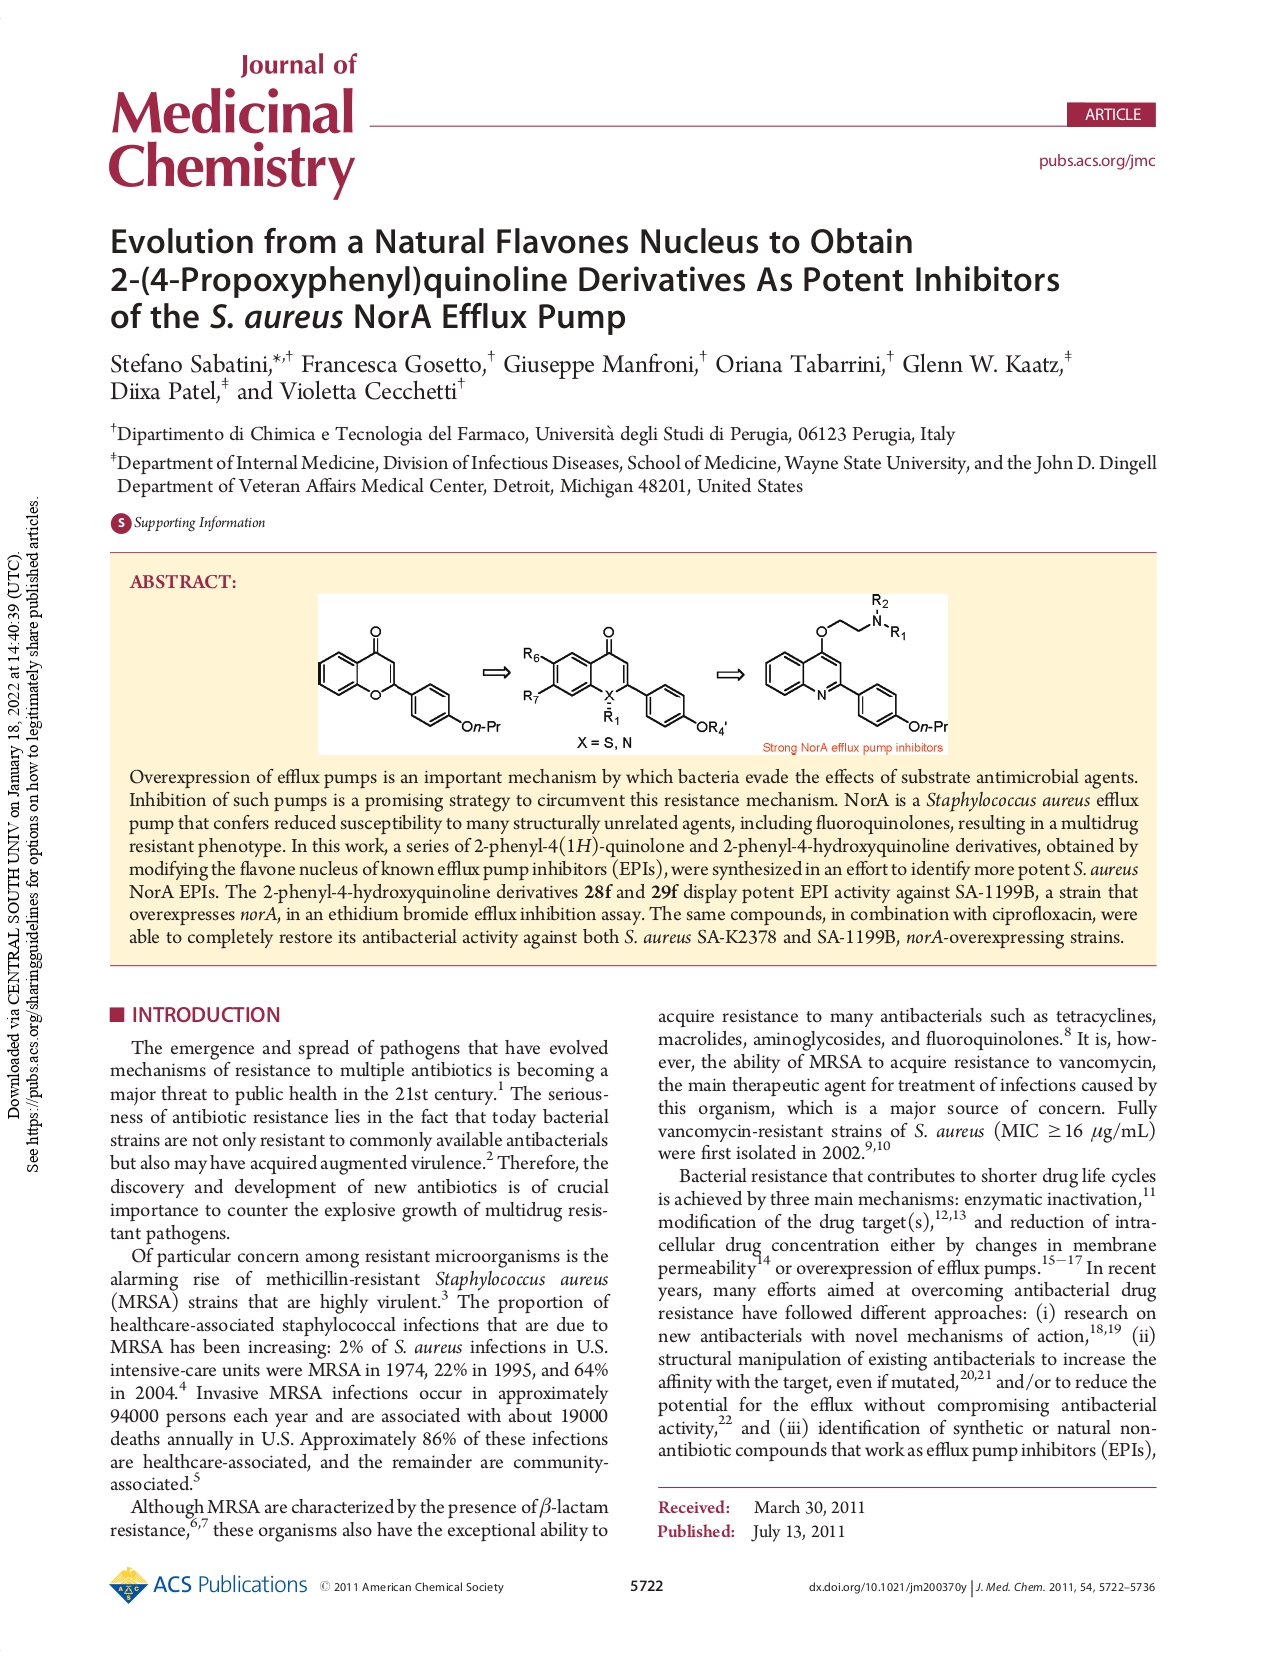 Journal of
Medicinal
Chemistry
ARTICLE
pubs.acs.org/jmc
Evolution from a Natural Flavones Nucleus to Obtain
2-(4-Propoxyphenyl)quinoline Derivatives As Potent Inhibitors
of the S. aureus NorA Efflux Pump
Stefano Sabatini,*,† Francesca Gosetto,† Giuseppe Manfroni,† Oriana Tabarrini,† Glenn W. Kaatz,‡
Diixa Patel,‡ and Violetta Cecchetti†
†Dipartimento di Chimica e Tecnologia del Farmaco, Università degli Studi di Perugia, 06123 Perugia, Italy
‡Department of Internal Medicine, Division of Infectious Diseases, School of Medicine, Wayne State University, and the John D. Dingell
Department of Veteran Affairs Medical Center, Detroit, Michigan 48201, United States
S Supporting Information
ABSTRACT:
O
O
On-Pr
O
R6
R7
X
R1
OR4'
X = S, N
R2
N
R1
O
N
On-Pr
Strong NorA efflux pump inhibitors
Overexpression of efflux pumps is an important mechanism by which bacteria evade the effects of substrate antimicrobial agents.
Inhibition of such pumps is a promising strategy to circumvent this resistance mechanism. NorA is a Staphylococcus aureus efflux
pump that confers reduced susceptibility to many structurally unrelated agents, including fluoroquinolones, resulting in a multidrug
resistant phenotype. In this work, a series of 2-phenyl-4(1H)-quinolone and 2-phenyl-4-hydroxyquinoline derivatives, obtained by
modifying the flavone nucleus of known efflux pump inhibitors (EPIs), were synthesized in an effort to identify more potent S. aureus
NorA EPIs. The 2-phenyl-4-hydroxyquinoline derivatives 28f and 29f display potent EPI activity against SA-1199B, a strain that
overexpresses norA, in an ethidium bromide efflux inhibition assay. The same compounds, in combination with ciprofloxacin, were
able to completely restore its antibacterial activity against both S. aureus SA-K2378 and SA-1199B, norA-overexpressing strains.
■ INTRODUCTION
The emergence and spread of pathogens that have evolved
mechanisms of resistance to multiple antibiotics is becoming a
major threat to public health in the 21st century.1 The serious-
ness of antibiotic resistance lies in the fact that today bacterial
strains are not only resistant to commonly available antibacterials
but also may have acquired augmented virulence.2 Therefore, the
discovery and development of new antibiotics is of crucial
importance to counter the explosive growth of multidrug resis-
tant pathogens.
Of particular concern among resistant microorganisms is the
alarming rise of methicillin-resistant Staphylococcus aureus
(MRSA) strains that are highly virulent.3 The proportion of
healthcare-associated staphylococcal infections that are due to
MRSA has been increasing: 2% of S. aureus infections in U.S.
intensive-care units were MRSA in 1974, 22% in 1995, and 64%
in 2004.4 Invasive MRSA infections occur in approximately
94000 persons each year and are associated with about 19000
deaths annually in U.S. Approximately 86% of these infections
are healthcare-associated, and the remainder are community-
associated.5
Although MRSA are characterized by the presence of β-lactam
resistance,6,7 these organisms also have the exceptional ability to
acquire resistance to many antibacterials such as tetracyclines,
macrolides, aminoglycosides, and fluoroquinolones.8 It is, how-
ever, the ability of MRSA to acquire resistance to vancomycin,
the main therapeutic agent for treatment of infections caused by
this organism, which is a major source of concern. Fully
vancomycin-resistant strains of S. aureus (MIC ≥16 μg/mL)
were first isolated in 2002.9,10
Bacterial resistance that contributes to shorter drug life cycles
is achieved by three main mechanisms: enzymatic inactivation,11
modification of the drug target(s),12,13 and reduction of intra-
cellular drug concentration either by changes in membrane
permeability14 or overexpression of efflux pumps.15−17 In recent
years, many efforts aimed at overcoming antibacterial drug
resistance have followed different approaches: (i) research on
new antibacterials with novel mechanisms of action,18,19 (ii)
structural manipulation of existing antibacterials to increase the
affinity with the target, even if mutated,20,21 and/or to reduce the
potential for the efflux without compromising antibacterial
activity,22 and (iii) identification of synthetic or natural non-
antibiotic compounds that work as efflux pump inhibitors (EPIs),
Received: March 30, 2011
Published: July 13, 2011
ACS Publications © 2011 American Chemical Society
5722
dx.doi.org/10.1021/jm200370y | J. Med. Chem. 2011, 54, 5722–5736
Downloaded via CENTRAL SOUTH UNIV on January 18, 2022 at 14:40:39 (UTC).
See https://pubs.acs.org/sharingguidelines for options on how to legitimately share published articles.